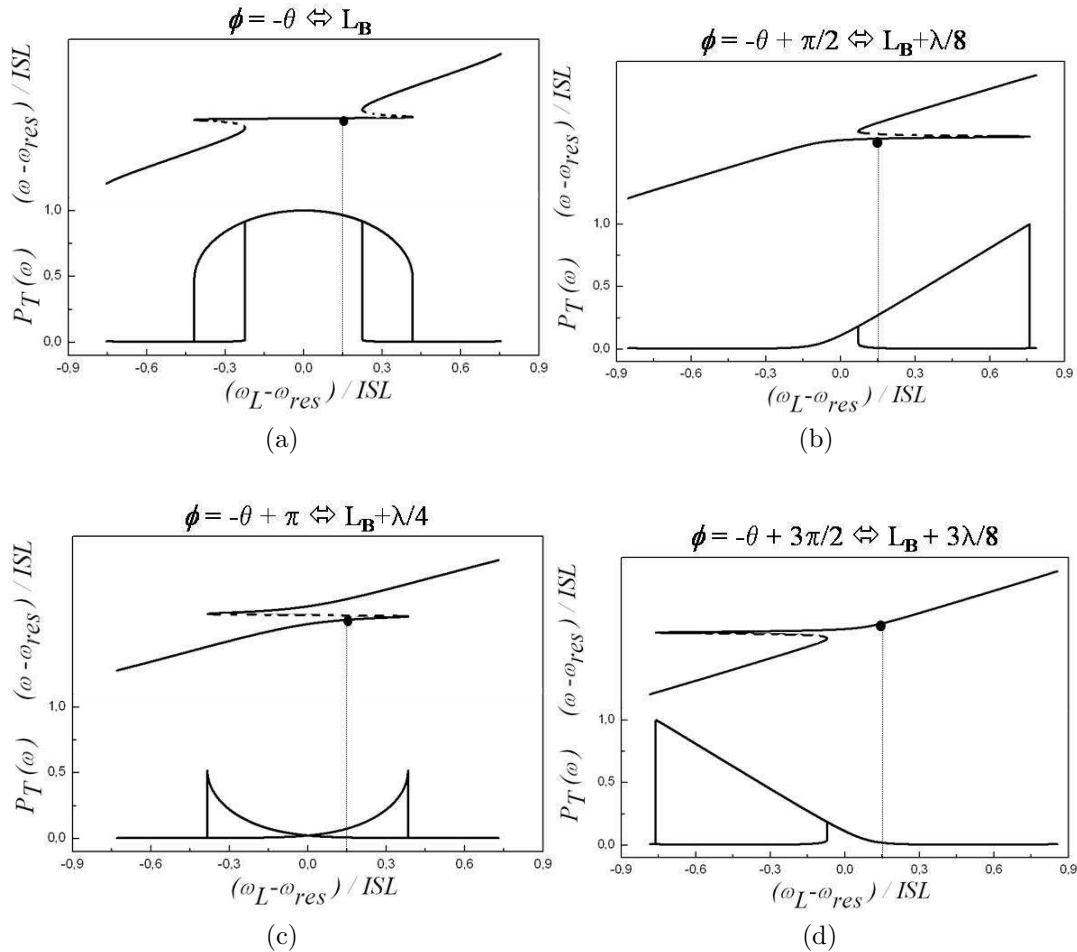 ϕ = -θ ⇔ L_B
(ω-ω_res) / ISL
P_T(ω)
1,0
0,5
0,0
-0,9 -0,6 -0,3 0,0 0,3 0,6 0,9
(ω_L-ω_res) / ISL
(a)
ϕ = -θ + π/2 ⇔ L_B+λ/8
(ω-ω_res) / ISL
P_T(ω)
1,0
0,5
0,0
-0,9 -0,6 -0,3 0,0 0,3 0,6 0,9
(ω_L-ω_res) / ISL
(b)
ϕ = -θ + π ⇔ L_B+λ/4
(ω-ω_res) / ISL
P_T(ω)
1,0
0,5
0,0
-0,9 -0,6 -0,3 0,0 0,3 0,6 0,9
(ω_L-ω_res) / ISL
(c)
ϕ = -θ + 3π/2 ⇔ L_B + 3λ/8
(ω-ω_res) / ISL
P_T(ω)
1,0
0,5
0,0
-0,9 -0,6 -0,3 0,0 0,3 0,6 0,9
(ω_L-ω_res) / ISL
(d)